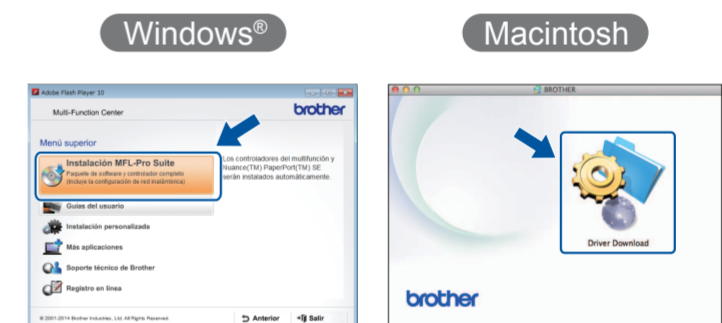 Windows®
Macintosh
Adobe Flash Player 10
Multi-Function Center
brother
Menú superior
Instalación MFL-Pro Suite
Paquete de software y controlador completo
(Incluye la configuración de red inalámbrica)
Los controladores del multifunción y
Nuance(TM) PaperPort(TM) SE
serán instalados automáticamente.
Guías del usuario
Instalación personalizada
Más aplicaciones
Soporte técnico de Brother
Registro en línea
© 2001-2014 Brother Industries, Ltd. All Rights Reserved.
Anterior
Salir
BROTHER
Driver Download
brother